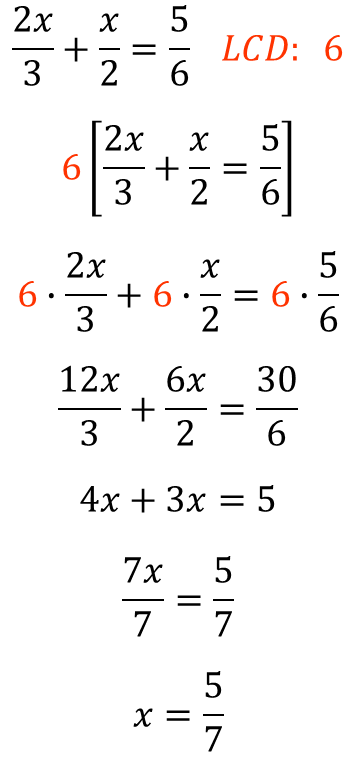 2x/3 + x/2 = 5/6 LCD: 6
6 [2x/3 + x/2 = 5/6]
6 · 2x/3 + 6 · x/2 = 6 · 5/6
12x/3 + 6x/2 = 30/6
4x + 3x = 5
7x/7 = 5/7
x = 5/7